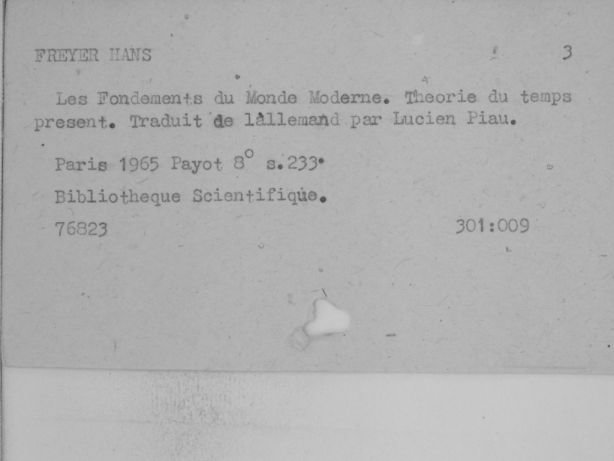 FREYER HANS 3
Les Fondements du Monde Moderne. Theorie du temps
present. Traduit de lallemand par Lucien Piau.
Paris 1965 Payot 8° s.233.
Bibliotheque Scientifique.
76823 301:009